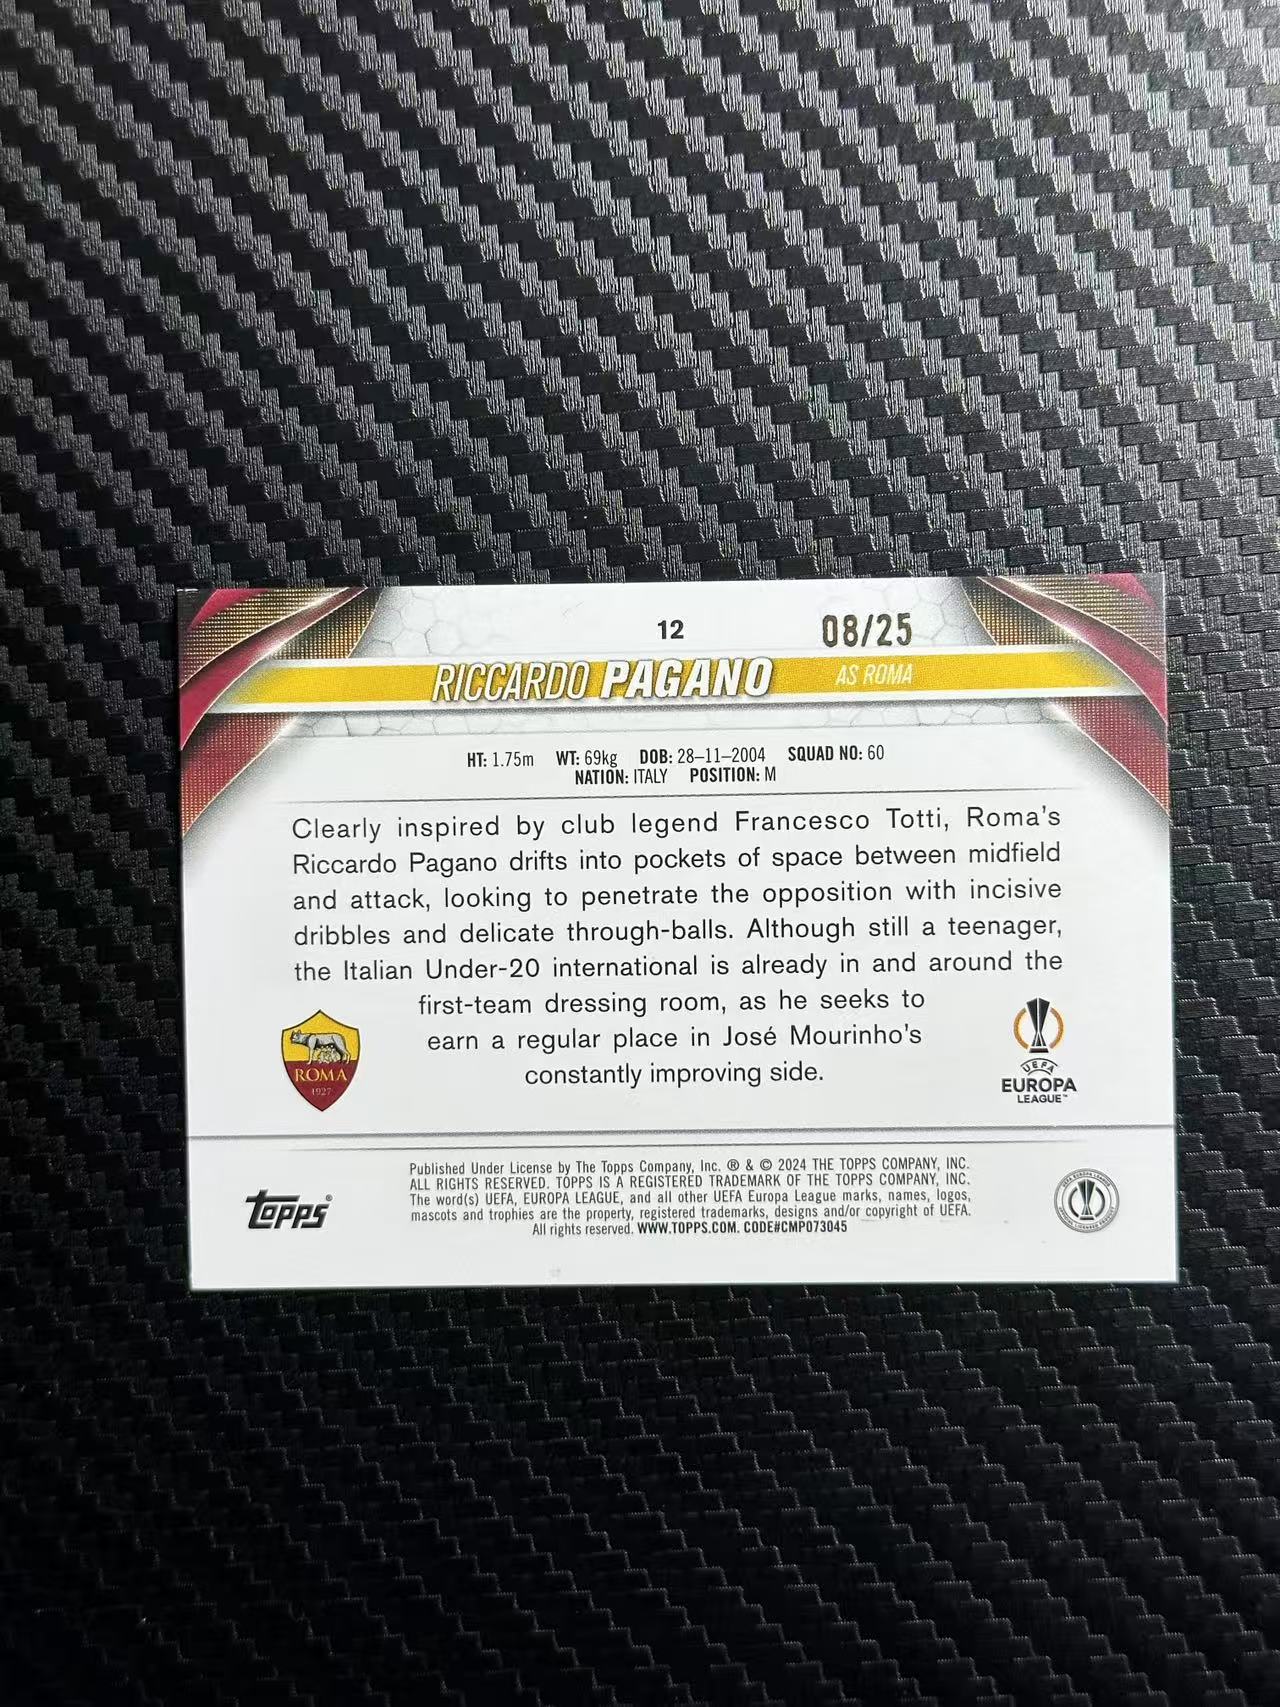 12
08/25
RICCARDO PAGANO
AS ROMA
HT: 1.75m WT: 69kg DOB: 28–11–2004 SQUAD NO: 60
NATION: ITALY POSITION: M
Clearly inspired by club legend Francesco Totti, Roma's
Riccardo Pagano drifts into pockets of space between midfield
and attack, looking to penetrate the opposition with incisive
dribbles and delicate through-balls. Although still a teenager,
the Italian Under-20 international is already in and around the
first-team dressing room, as he seeks to
earn a regular place in José Mourinho's
constantly improving side.
ROMA
1927
UEFA
EUROPA
LEAGUE™
Topps®
Published Under License by The Topps Company, Inc. ® & © 2024 THE TOPPS COMPANY, INC.
ALL RIGHTS RESERVED. TOPPS IS A REGISTERED TRADEMARK OF THE TOPPS COMPANY, INC.
The word(s) UEFA, EUROPA LEAGUE, and all other UEFA Europa League marks, names, logos,
mascots and trophies are the property, registered trademarks, designs and/or copyright of UEFA.
All rights reserved. WWW.TOPPS.COM. CODE#CMP073045